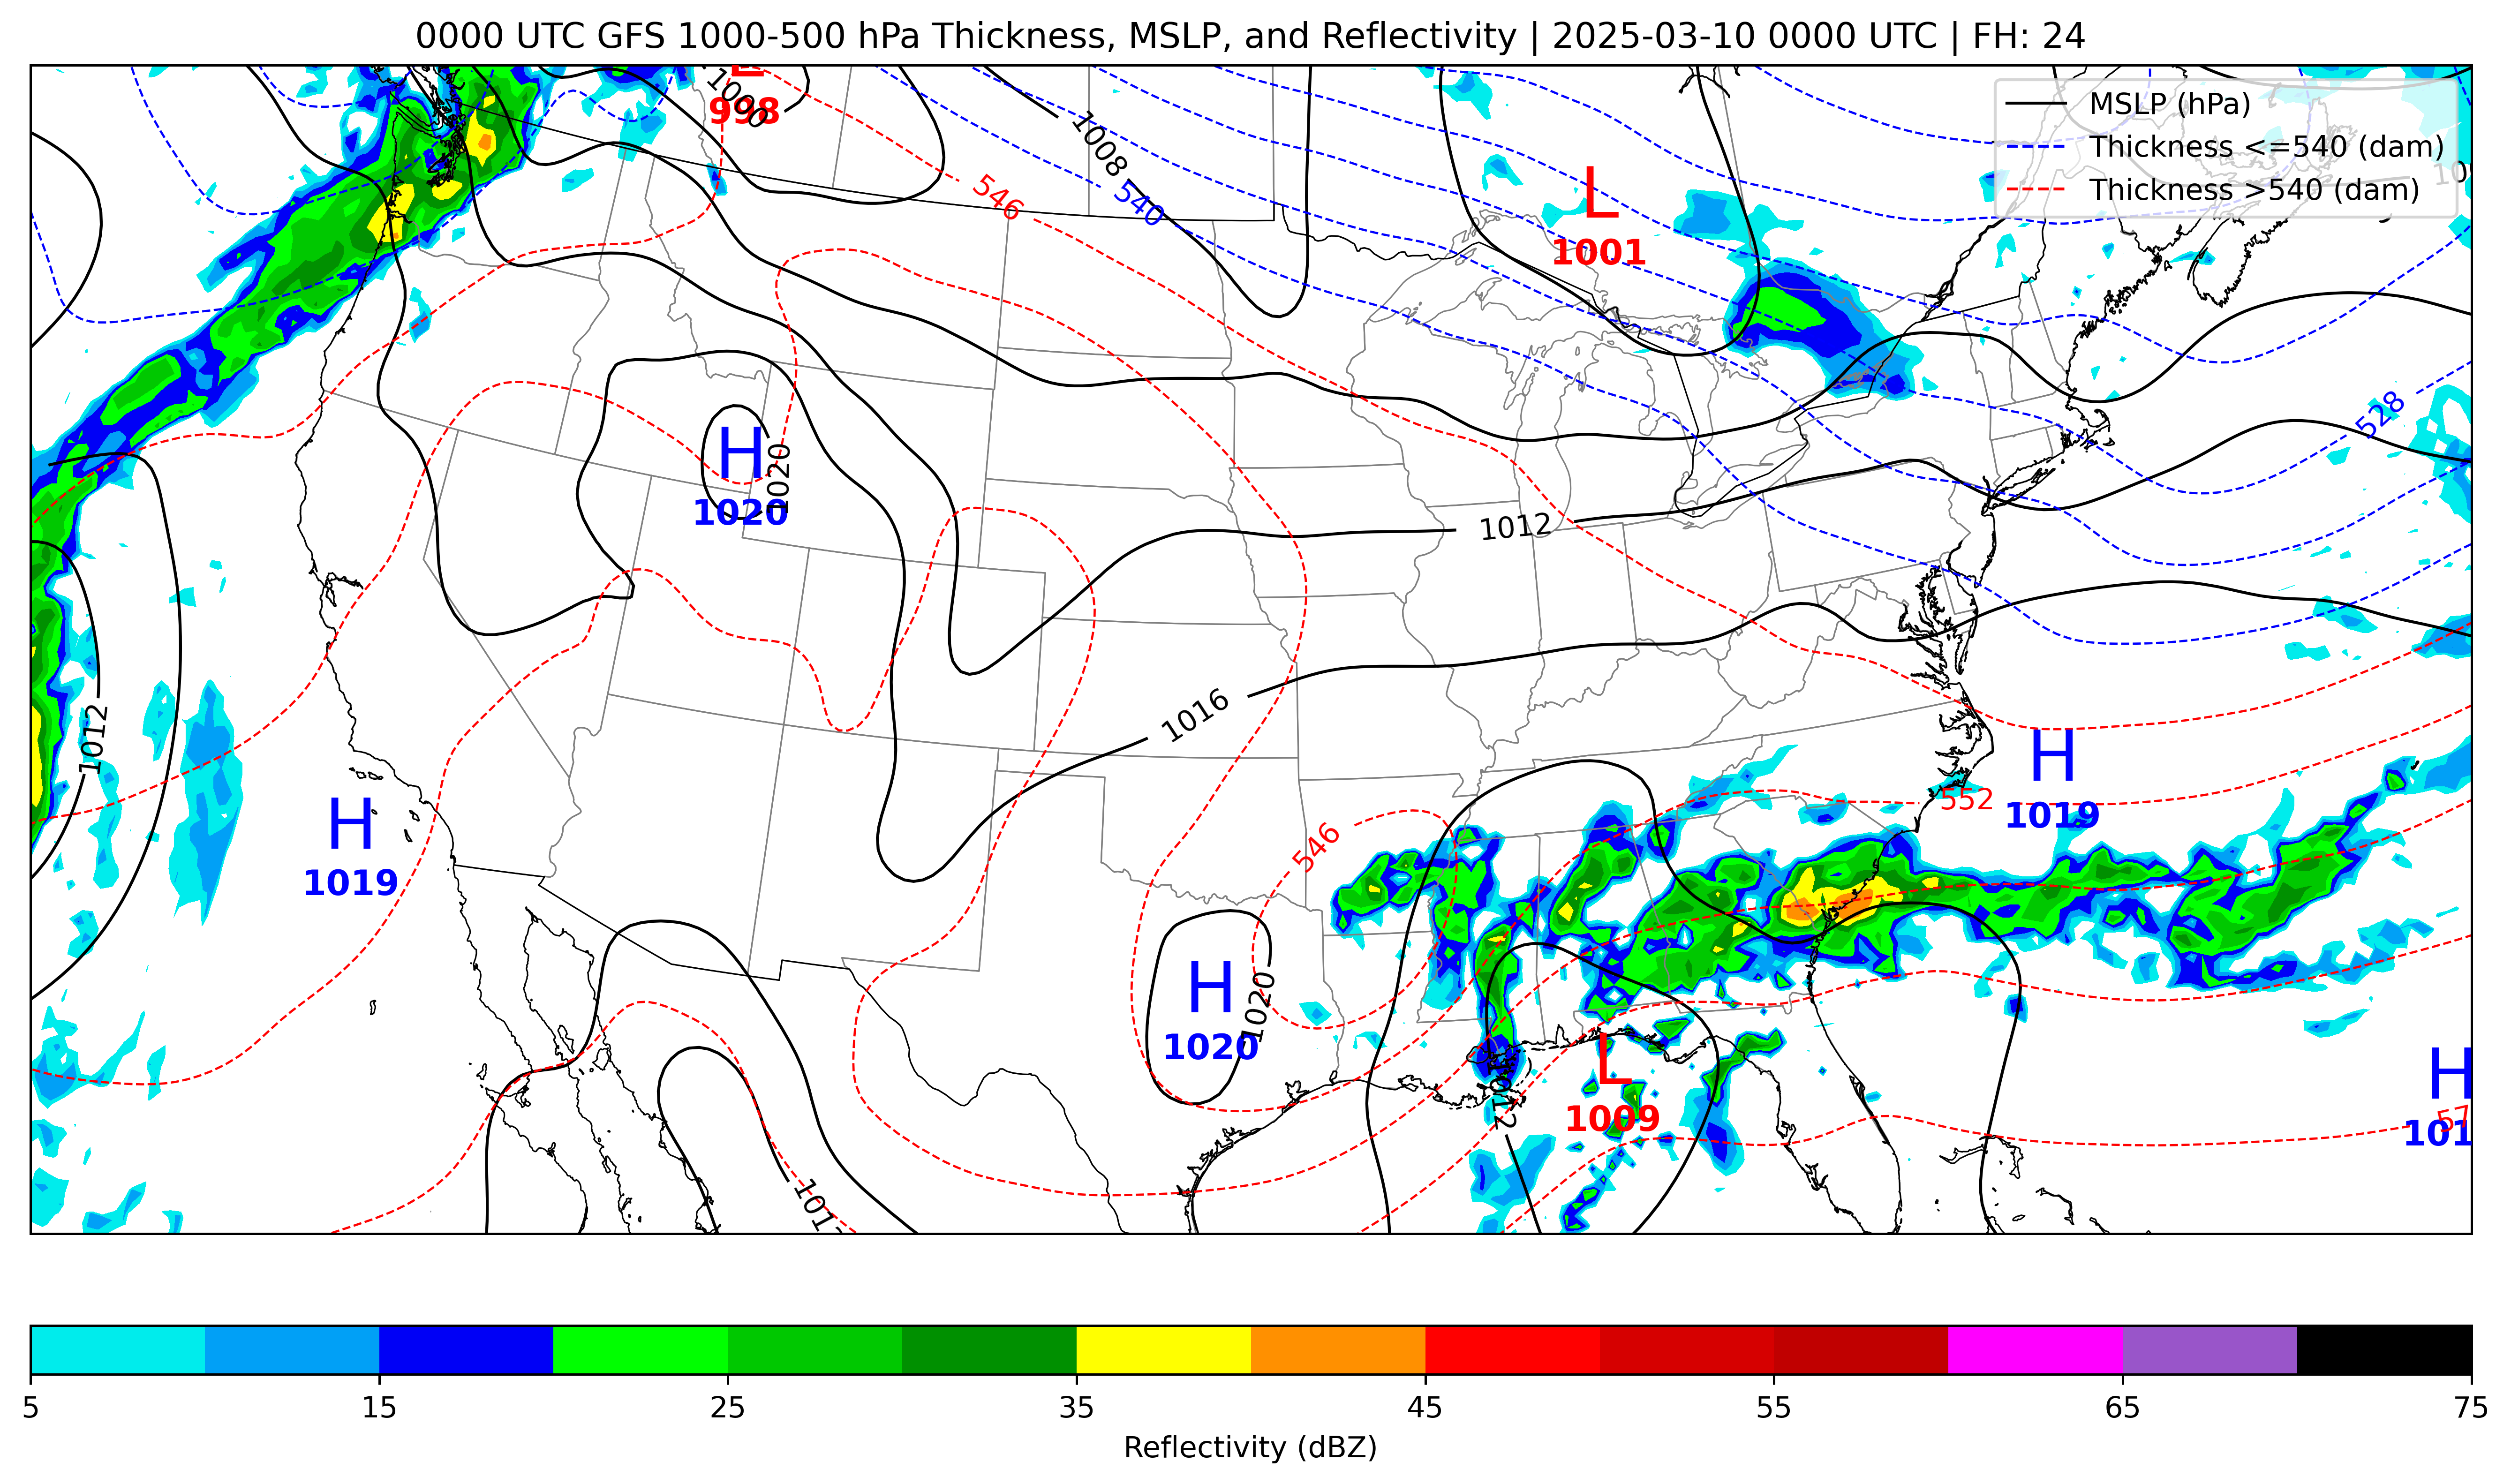 0000 UTC GFS 1000-500 hPa Thickness, MSLP, and Reflectivity | 2025-03-10 0000 UTC | FH: 24
MSLP (hPa)
Thickness <=540 (dam)
Thickness >540 (dam)
L
998
1008
546
540
L
1001
528
H
1020
1020
1012
1016
1012
H
1019
H
1019
552
546
H
1020
1020
L
1009
1012
H
101
57
101
5
15
25
35
45
55
65
75
Reflectivity (dBZ)